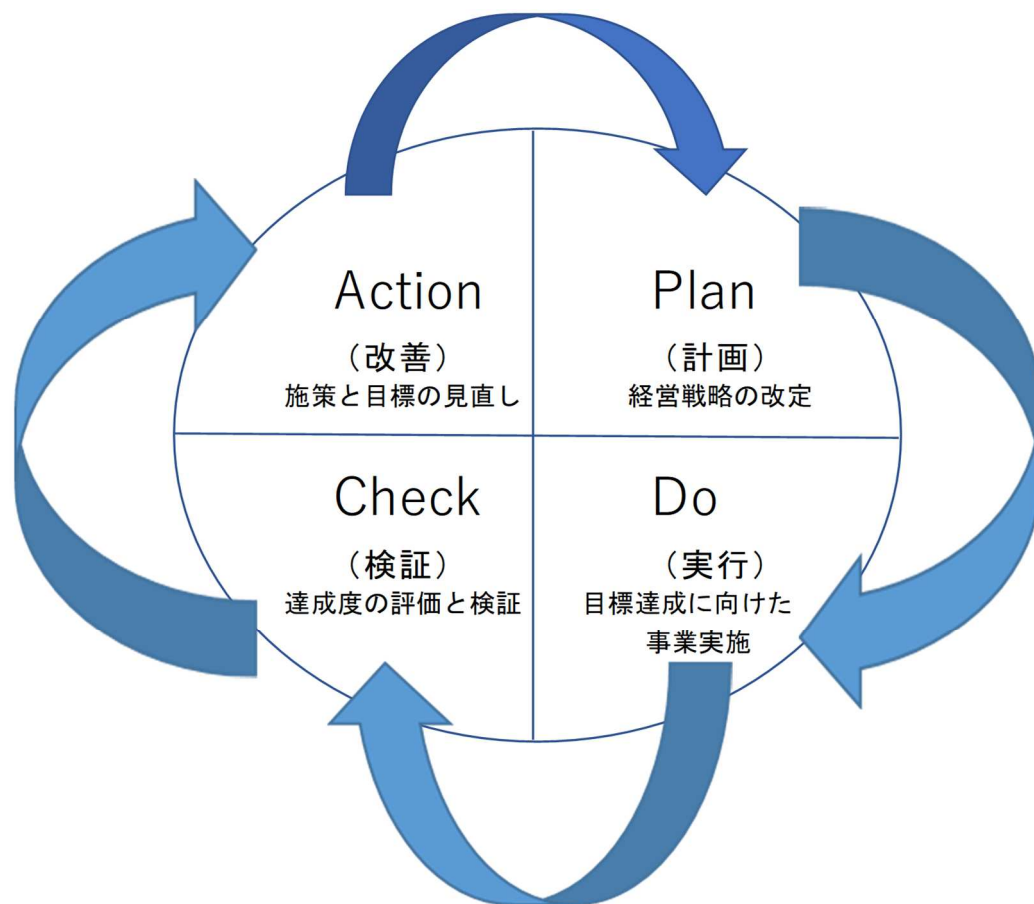 Action
（改善）
施策と目標の見直し
Plan
（計画）
経営戦略の改定
Check
（検証）
達成度の評価と検証
Do
（実行）
目標達成に向けた
事業実施